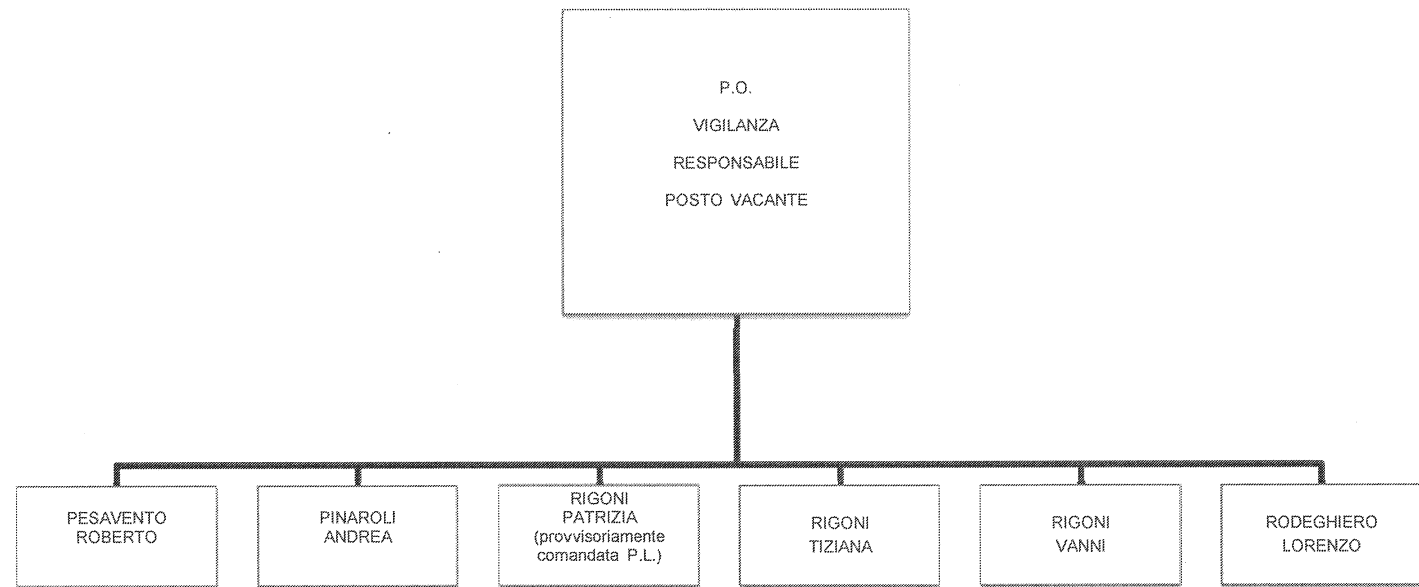 P.O.
VIGILANZA
RESPONSABILE
POSTO VACANTE
PESAVENTO
ROBERTO
PINAROLI
ANDREA
RIGONI
PATRIZIA
(provvisoriamente
comandata P.L.)
RIGONI
TIZIANA
RIGONI
VANNI
RODEGHIERO
LORENZO